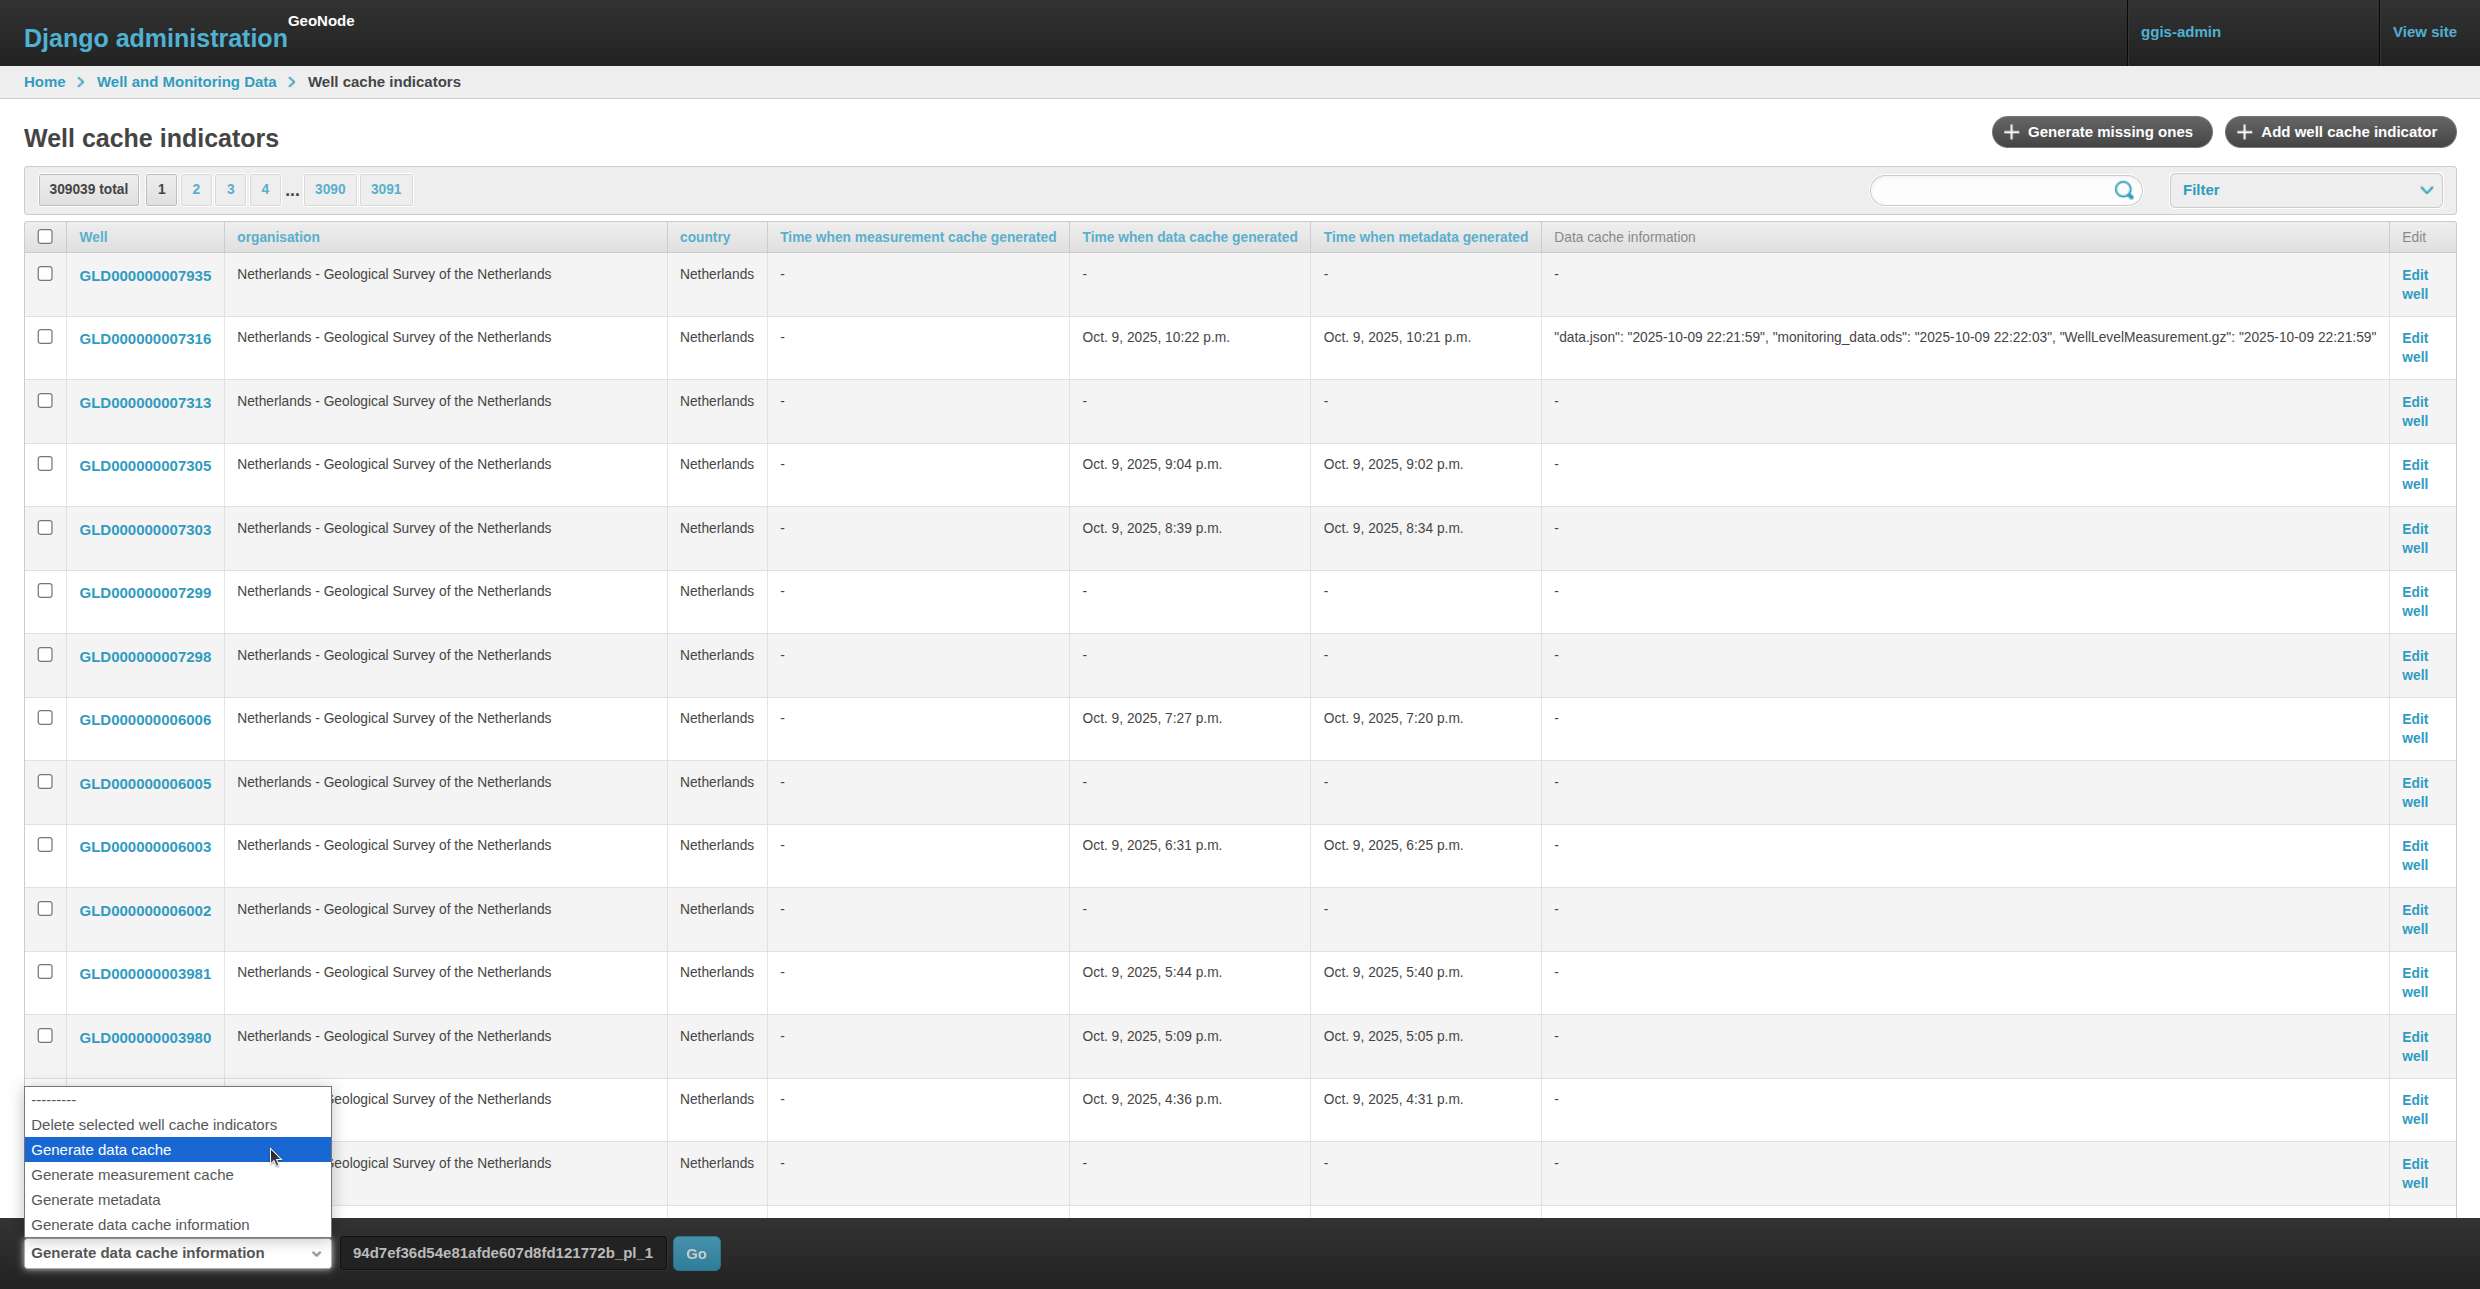 Django administration GeoNode ggis-admin View site
Home Well and Monitoring Data Well cache indicators
Well cache indicators Generate missing ones Add well cache indicator
309039 total 1 2 3 4 ... 3090 3091 Filter
Well organisation country Time when measurement cache generated Time when data cache generated Time when metadata generated Data cache information Edit
GLD000000007935 Netherlands - Geological Survey of the Netherlands Netherlands - - - - Edit well
GLD000000007316 Netherlands - Geological Survey of the Netherlands Netherlands - Oct. 9, 2025, 10:22 p.m. Oct. 9, 2025, 10:21 p.m. "data.json": "2025-10-09 22:21:59", "monitoring_data.ods": "2025-10-09 22:22:03", "WellLevelMeasurement.gz": "2025-10-09 22:21:59" Edit well
GLD000000007313 Netherlands - Geological Survey of the Netherlands Netherlands - - - - Edit well
GLD000000007305 Netherlands - Geological Survey of the Netherlands Netherlands - Oct. 9, 2025, 9:04 p.m. Oct. 9, 2025, 9:02 p.m. - Edit well
GLD000000007303 Netherlands - Geological Survey of the Netherlands Netherlands - Oct. 9, 2025, 8:39 p.m. Oct. 9, 2025, 8:34 p.m. - Edit well
GLD000000007299 Netherlands - Geological Survey of the Netherlands Netherlands - - - - Edit well
GLD000000007298 Netherlands - Geological Survey of the Netherlands Netherlands - - - - Edit well
GLD000000006006 Netherlands - Geological Survey of the Netherlands Netherlands - Oct. 9, 2025, 7:27 p.m. Oct. 9, 2025, 7:20 p.m. - Edit well
GLD000000006005 Netherlands - Geological Survey of the Netherlands Netherlands - - - - Edit well
GLD000000006003 Netherlands - Geological Survey of the Netherlands Netherlands - Oct. 9, 2025, 6:31 p.m. Oct. 9, 2025, 6:25 p.m. - Edit well
GLD000000006002 Netherlands - Geological Survey of the Netherlands Netherlands - - - - Edit well
GLD000000003981 Netherlands - Geological Survey of the Netherlands Netherlands - Oct. 9, 2025, 5:44 p.m. Oct. 9, 2025, 5:40 p.m. - Edit well
GLD000000003980 Netherlands - Geological Survey of the Netherlands Netherlands - Oct. 9, 2025, 5:09 p.m. Oct. 9, 2025, 5:05 p.m. - Edit well
Geological Survey of the Netherlands Netherlands - Oct. 9, 2025, 4:36 p.m. Oct. 9, 2025, 4:31 p.m. - Edit well
Geological Survey of the Netherlands Netherlands - - - - Edit well
---------
Delete selected well cache indicators
Generate data cache
Generate measurement cache
Generate metadata
Generate data cache information
Generate data cache information 94d7ef36d54e81afde607d8fd121772b_pl_1 Go